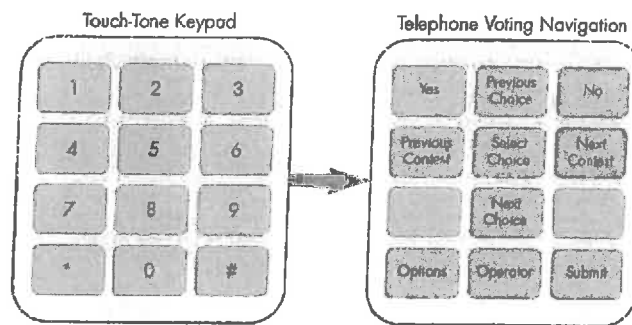 Touch-Tone Keypad
Telephone Voting Navigation
1 2 3
4 5 6
7 8 9
* 0 #
Yes
Previous
Choice
No
Previous
Contest
Select
Choice
Next
Contest
Next
Choice
Options
Operator
Submit